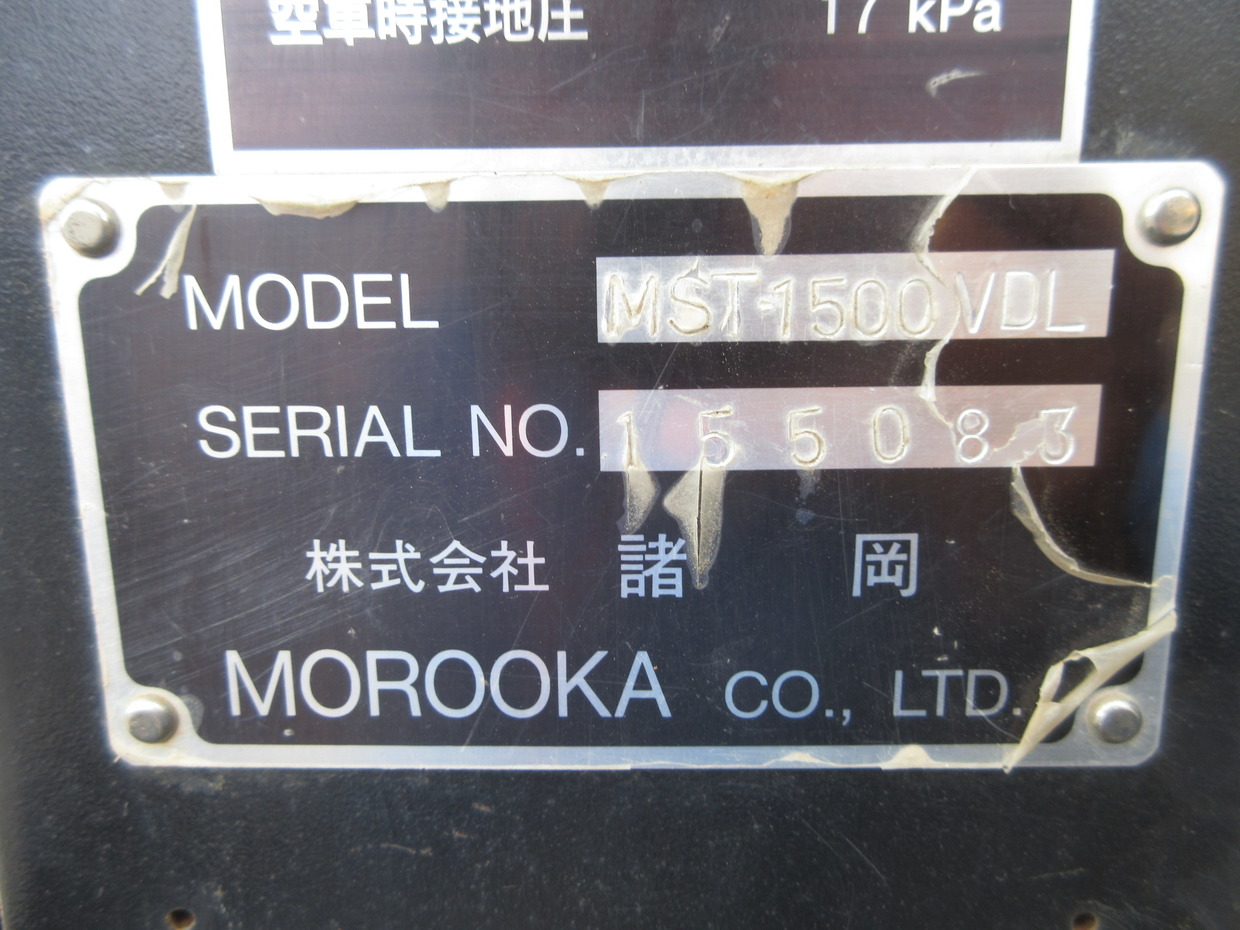 空車時接地圧 17 kPa
MODEL MST-1500VDL
SERIAL NO. 155083
株式会社 諸 岡
MOROOKA CO., LTD.